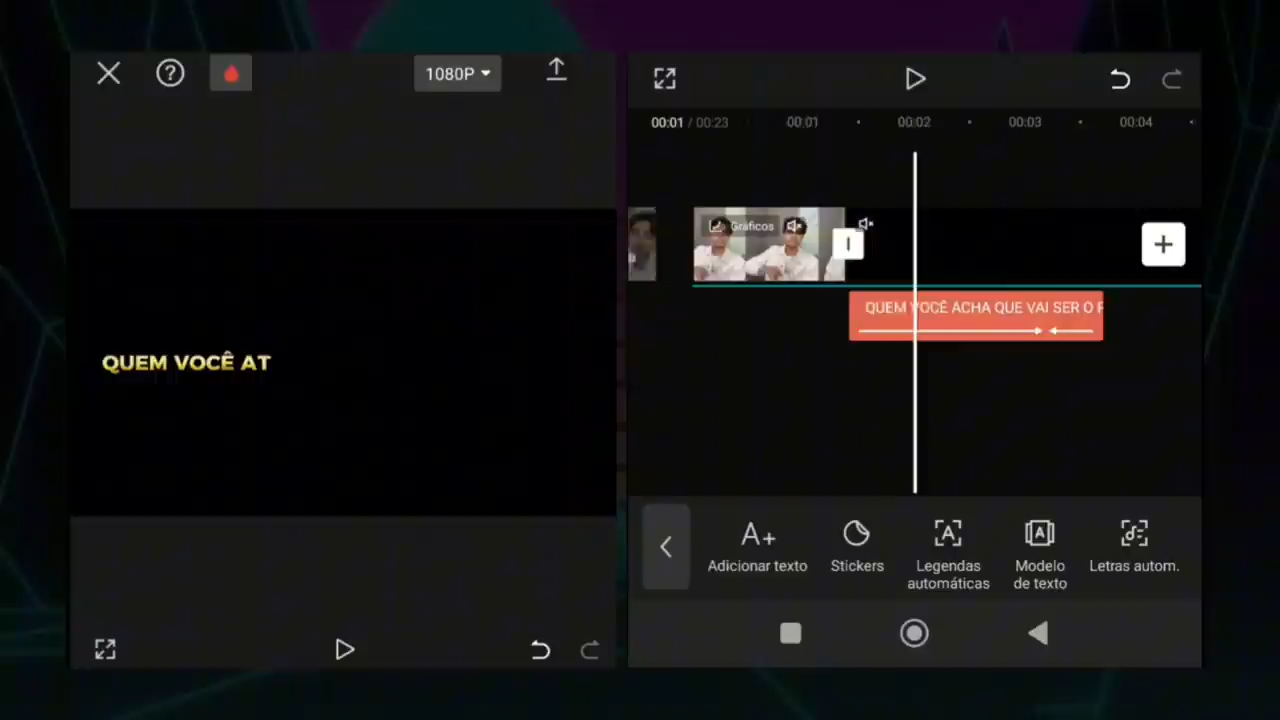 1080P
QUEM VOCÊ AT
00:01 / 00:23 00:01 00:02 00:03 00:04
Gráficos
QUEM VOCÊ ACHA QUE VAI SER O
Adicionar texto
Stickers
Legendas
automáticas
Modelo
de texto
Letras autom.